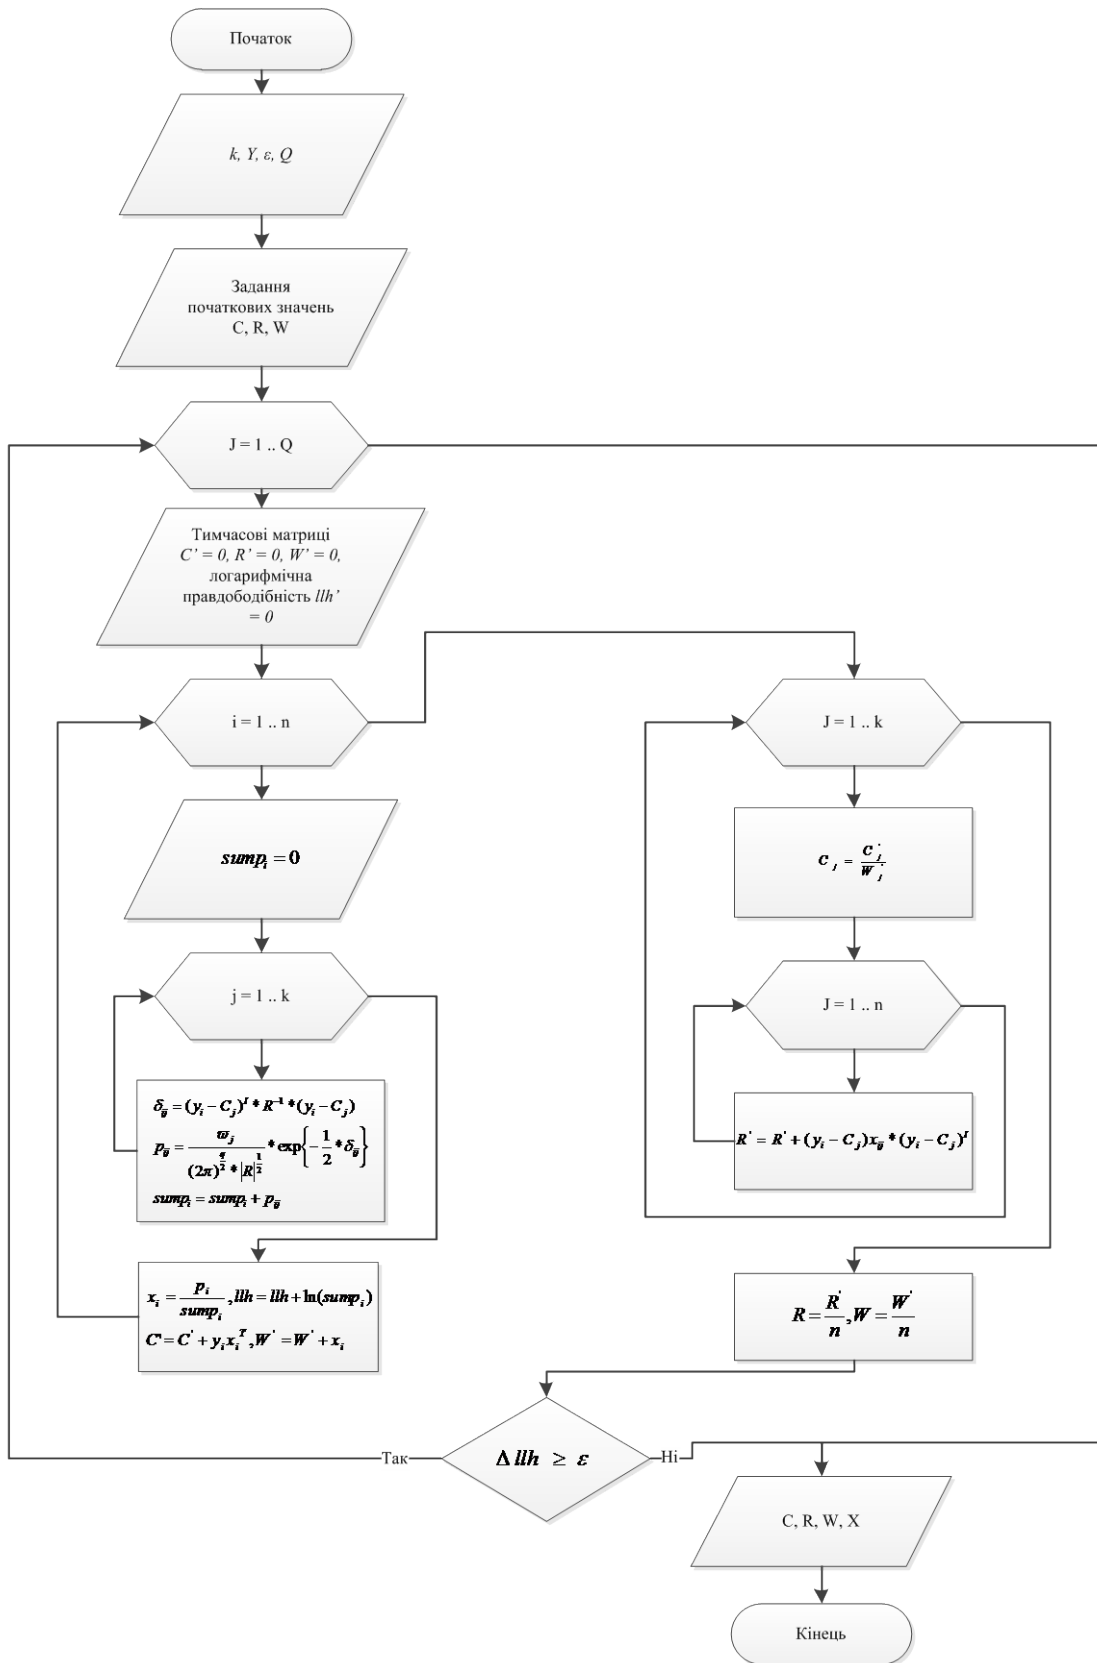 Початок
k, Y, ε, Q
Задання
початкових значень
C, R, W
J = 1 .. Q
Тимчасові матриці
C’ = 0, R’ = 0, W’ = 0,
логарифмічна
правдободібність llh’
= 0
i = 1 .. n
sump_i = 0
j = 1 .. k
δ_ij = (y_i − C_j)^T * R^−1 * (y_i − C_j)
p_ij = ϖ_j / ((2π)^(q/2) * |R|^(1/2)) * exp{−1/2 * δ_ij}
sump_i = sump_i + p_ij
x_i = p_i / sump_i, llh = llh + ln(sump_i)
C' = C' + y_i x_i^T, W' = W' + x_i
J = 1 .. k
C_j = C'_j / W'_j
J = 1 .. n
R' = R' + (y_i − C_j) x_ij * (y_i − C_j)^T
R = R' / n, W = W' / n
Так
Δ llh ≥ ε
Ні
C, R, W, X
Кінець